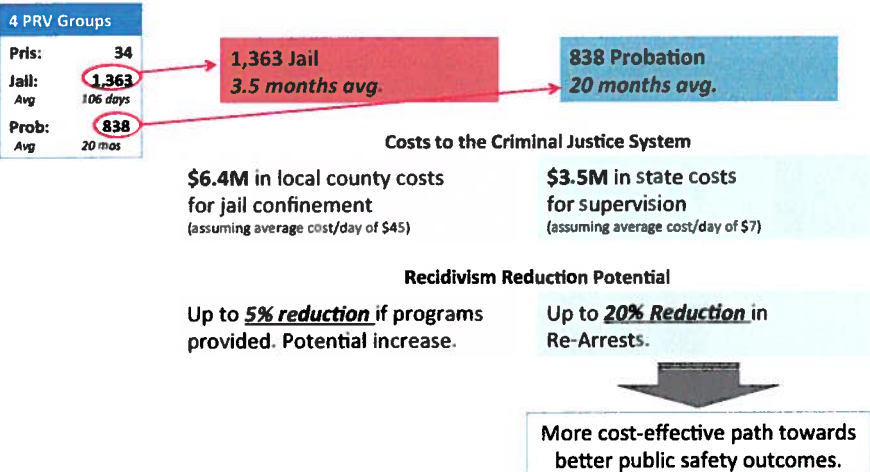 4 PRV Groups
Pris: 34
Jail: 1,363
Avg 106 days
Prob: 838
Avg 20 mos
1,363 Jail
3.5 months avg.
838 Probation
20 months avg.
Costs to the Criminal Justice System
$6.4M in local county costs
for jail confinement
(assuming average cost/day of $45)
$3.5M in state costs
for supervision
(assuming average cost/day of $7)
Recidivism Reduction Potential
Up to 5% reduction if programs
provided. Potential increase.
Up to 20% Reduction in
Re-Arrests.
More cost-effective path towards
better public safety outcomes.